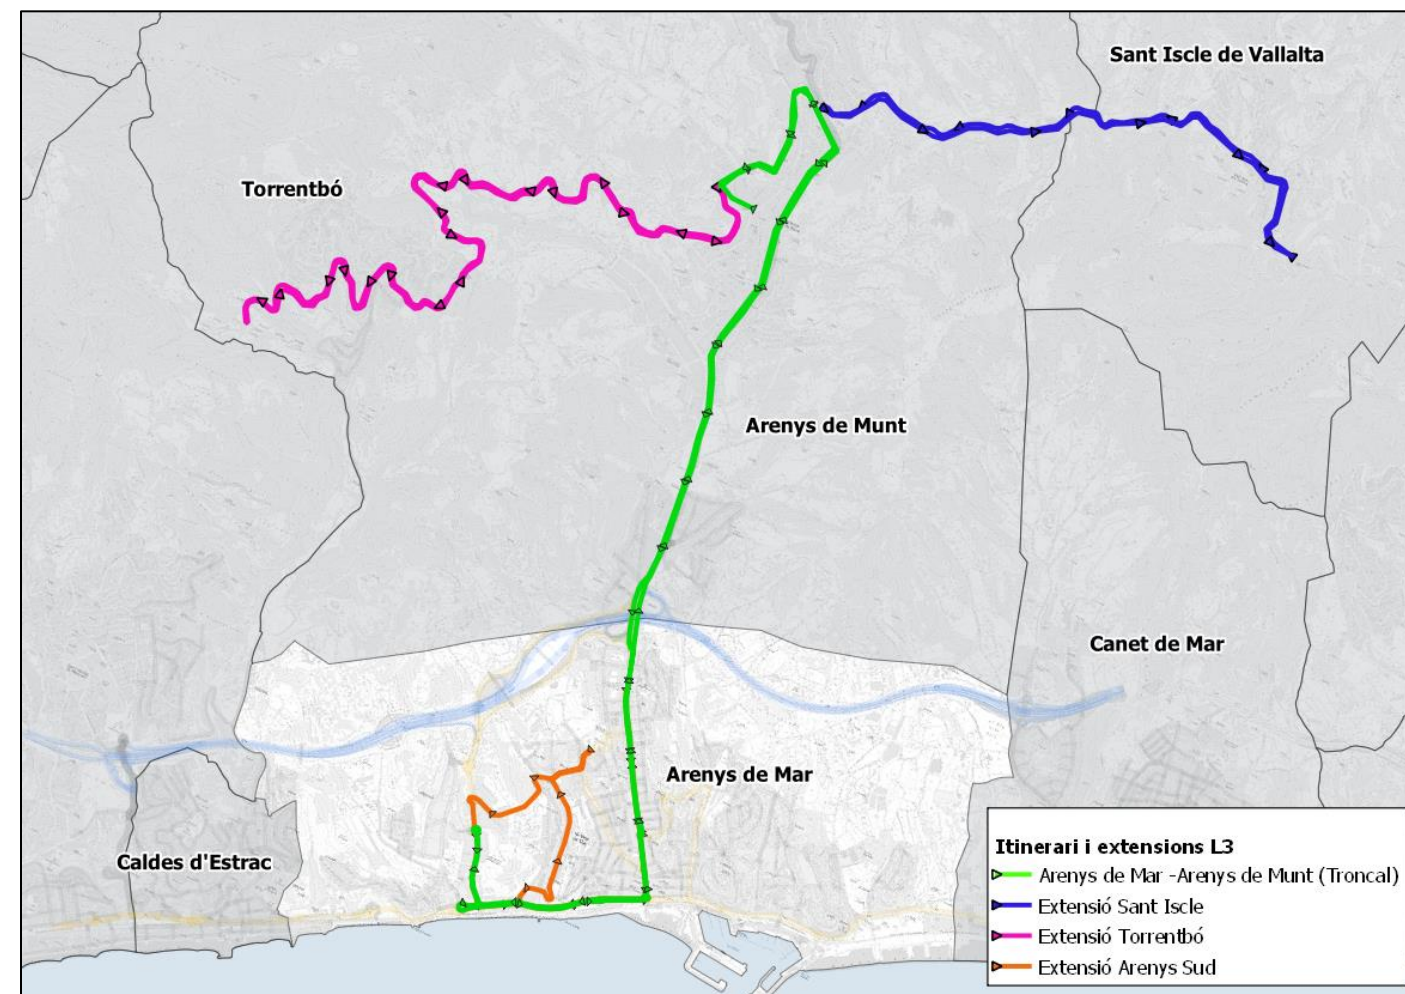 Sant Iscle de Vallalta
Torrentbó
Arenys de Munt
Canet de Mar
Arenys de Mar
Caldes d'Estrac
Itinerari i extensions L3
Arenys de Mar -Arenys de Munt (Troncal)
Extensió Sant Iscle
Extensió Torrentbó
Extensió Arenys Sud